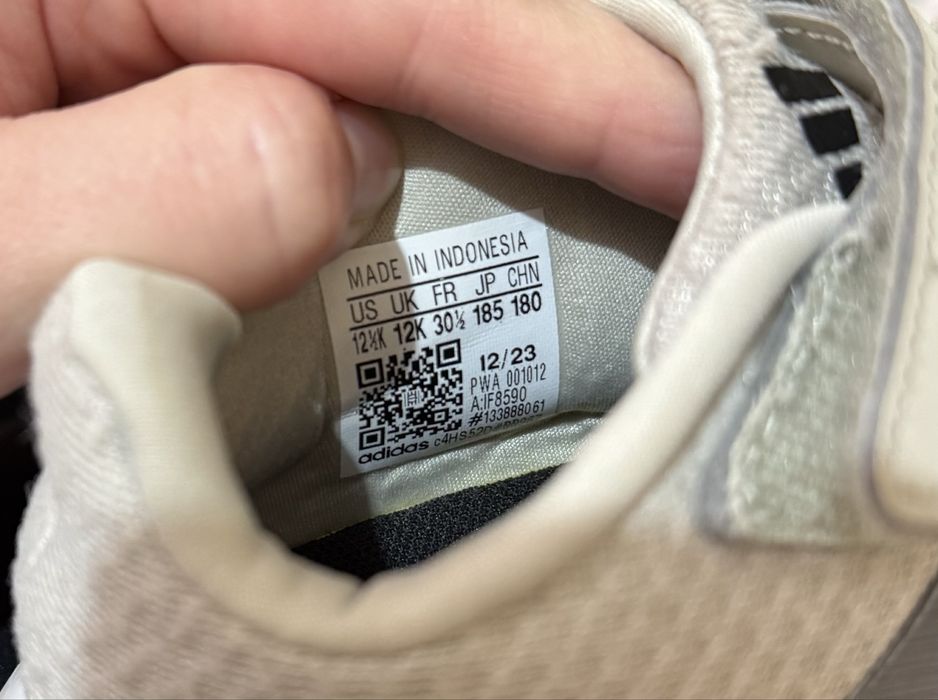 MADE IN INDONESIA
US UK FR JP CHN
12½K 12K 30½ 185 180
12/23
PWA 001012
A:IF8590
#133888061
adidas